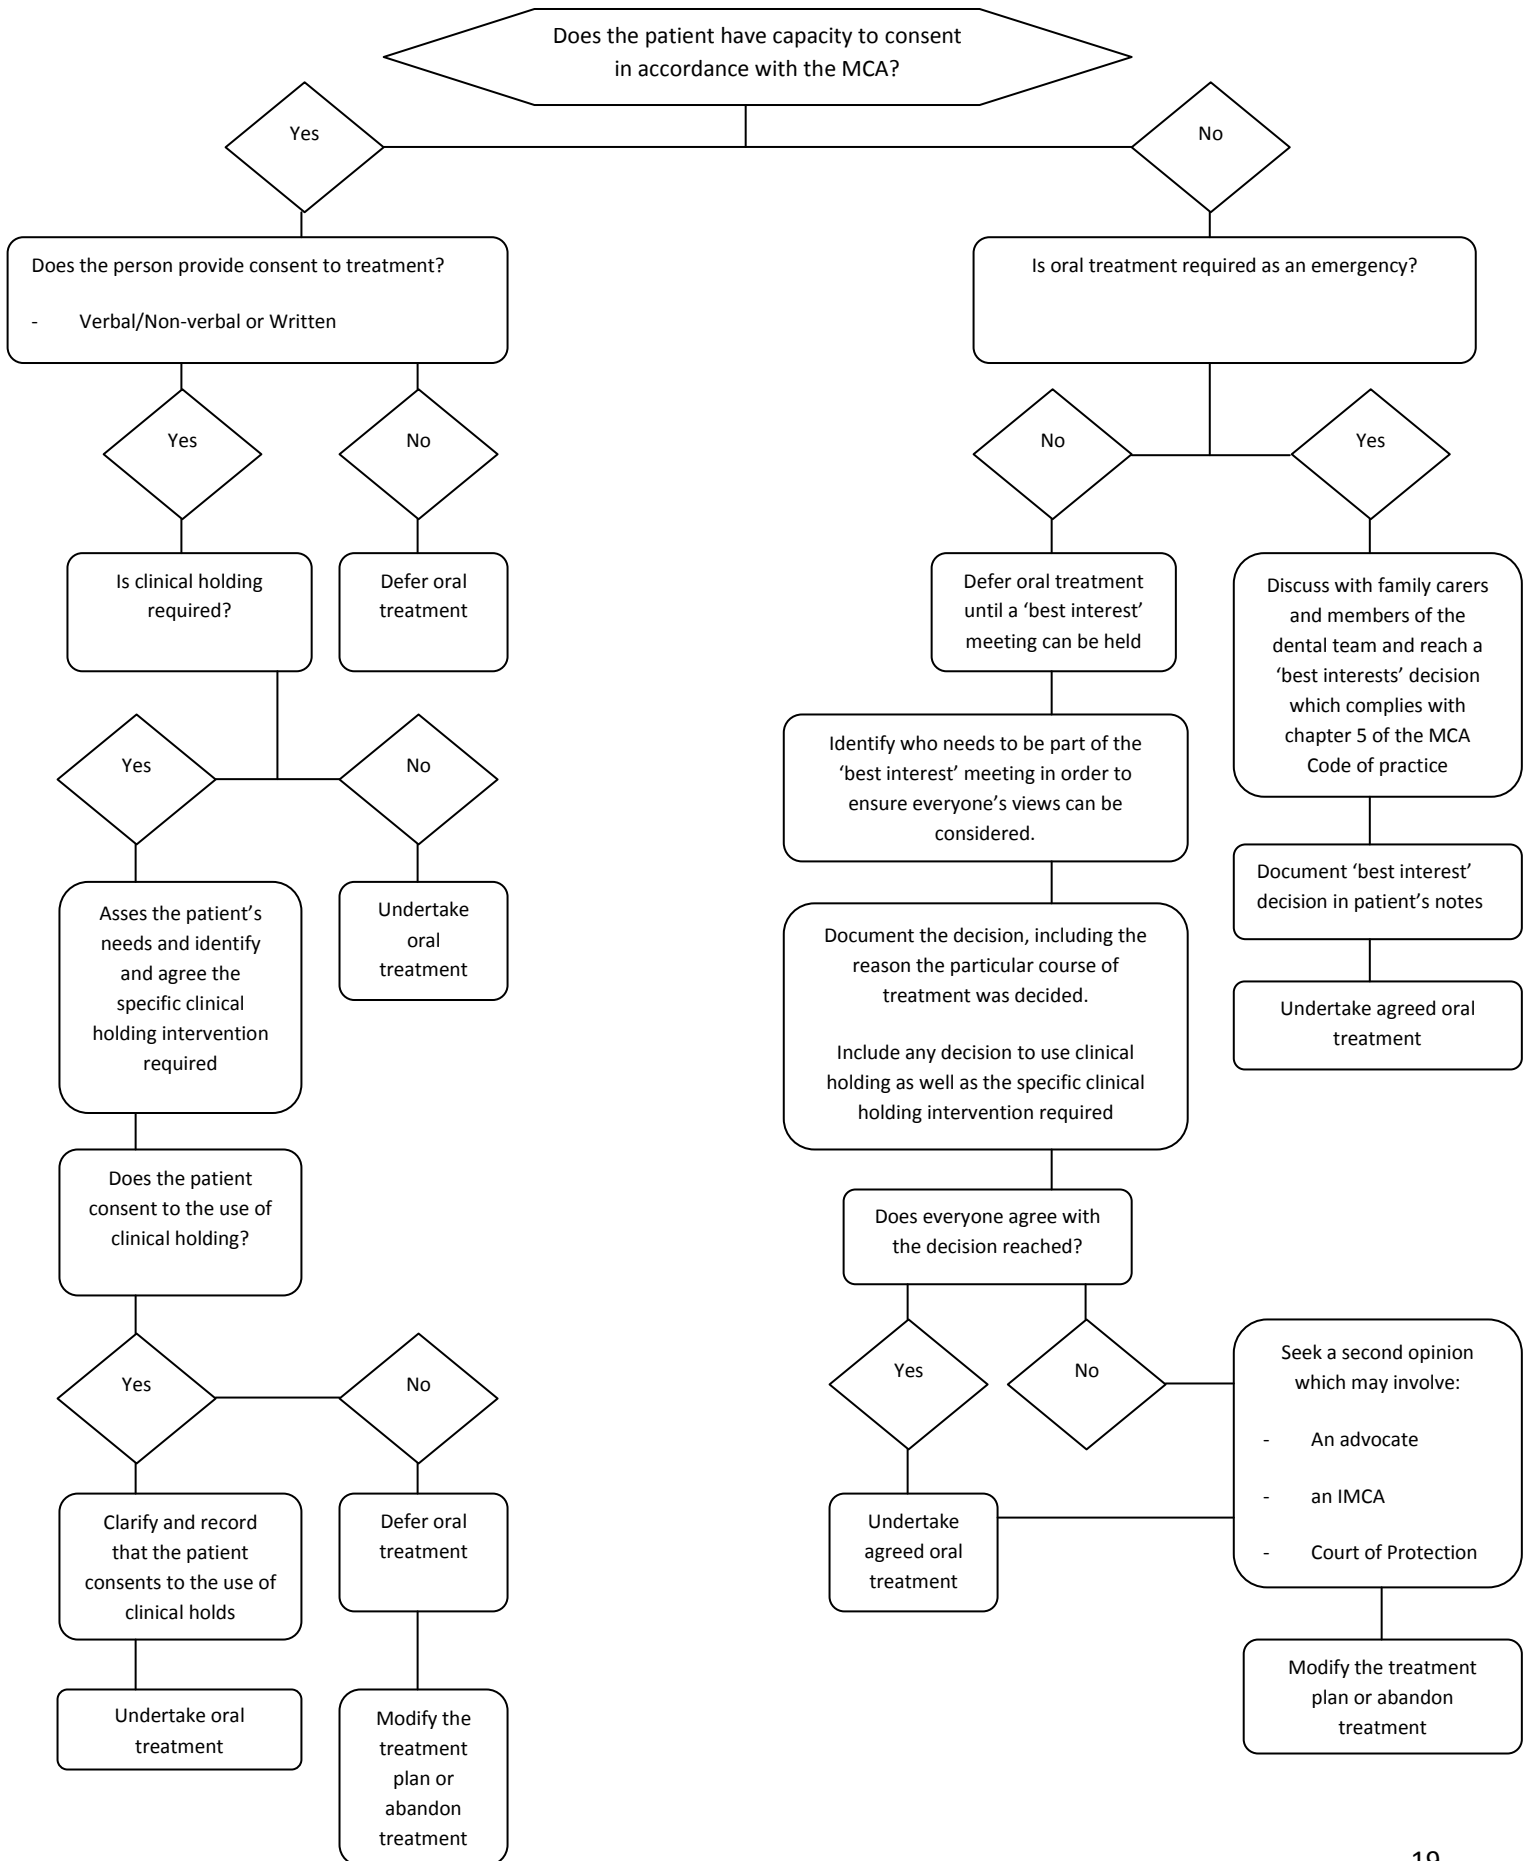 Does the patient have capacity to consent
in accordance with the MCA?
Yes
No
Does the person provide consent to treatment?
- Verbal/Non-verbal or Written
Yes
No
Is clinical holding
required?
Defer oral
treatment
Yes
No
Asses the patient’s
needs and identify
and agree the
specific clinical
holding intervention
required
Undertake
oral
treatment
Does the patient
consent to the use of
clinical holding?
Yes
No
Clarify and record
that the patient
consents to the use of
clinical holds
Defer oral
treatment
Undertake oral
treatment
Modify the
treatment
plan or
abandon
treatment
Is oral treatment required as an emergency?
No
Yes
Defer oral treatment
until a ‘best interest’
meeting can be held
Identify who needs to be part of the
‘best interest’ meeting in order to
ensure everyone’s views can be
considered.
Document the decision, including the
reason the particular course of
treatment was decided.
Include any decision to use clinical
holding as well as the specific clinical
holding intervention required
Does everyone agree with
the decision reached?
Yes
No
Undertake
agreed oral
treatment
Discuss with family carers
and members of the
dental team and reach a
‘best interests’ decision
which complies with
chapter 5 of the MCA
Code of practice
Document ‘best interest’
decision in patient’s notes
Undertake agreed oral
treatment
Seek a second opinion
which may involve:
- An advocate
- an IMCA
- Court of Protection
Modify the treatment
plan or abandon
treatment
19